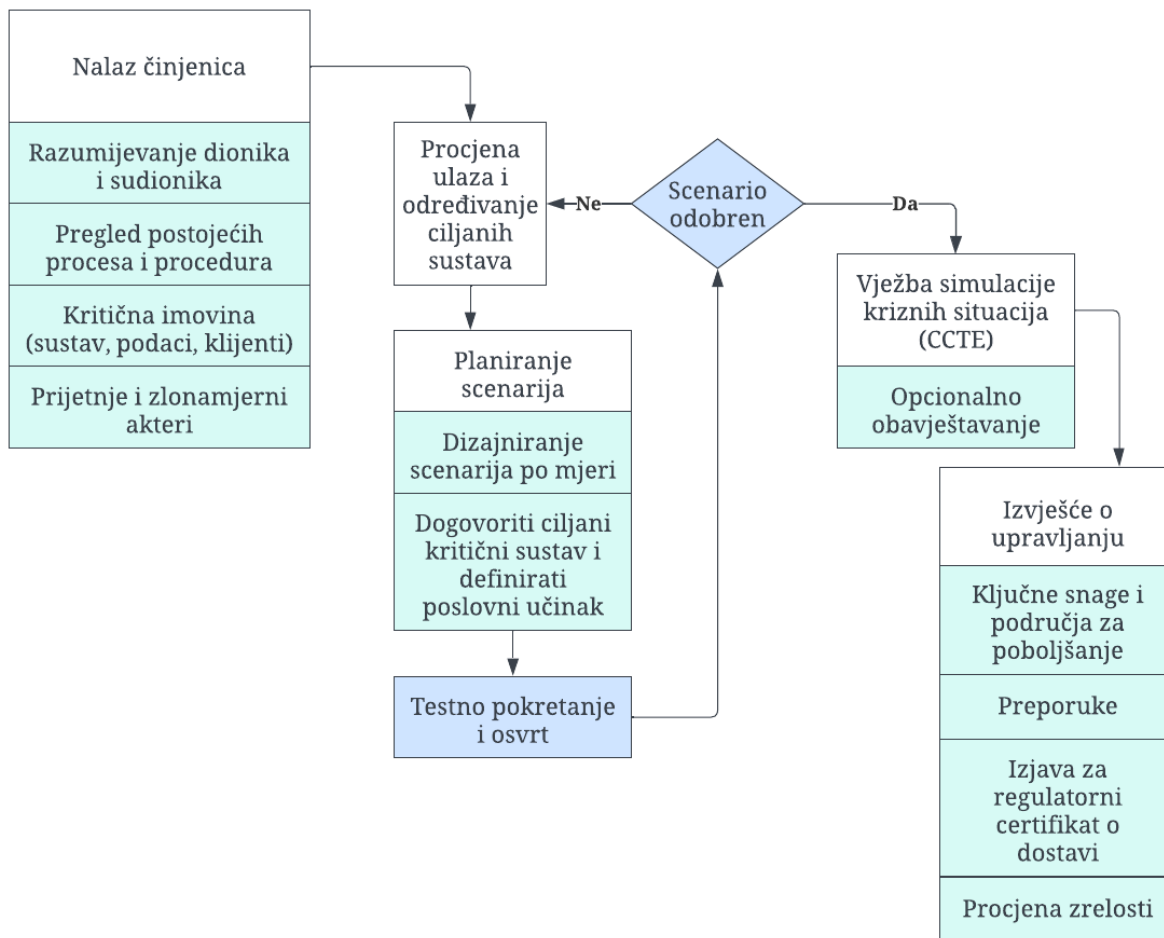 Nalaz činjenica
Razumijevanje dionika
i sudionika
Pregled postojećih
procesa i procedura
Kritična imovina
(sustav, podaci, klijenti)
Prijetnje i zlonamjerni
akteri
Procjena
ulaza i
određivanje
ciljanih
sustava
Planiranje
scenarija
Dizajniranje
scenarija po mjeri
Dogovoriti ciljani
kritični sustav i
definirati
poslovni učinak
Testno pokretanje
i osvrt
Scenario
odobren
Ne
Da
Vježba simulacije
kriznih situacija
(CCTE)
Opcionalno
obavještavanje
Izvješće o
upravljanju
Ključne snage i
područja za
poboljšanje
Preporuke
Izjava za
regulatorni
certifikat o
dostavi
Procjena zrelosti